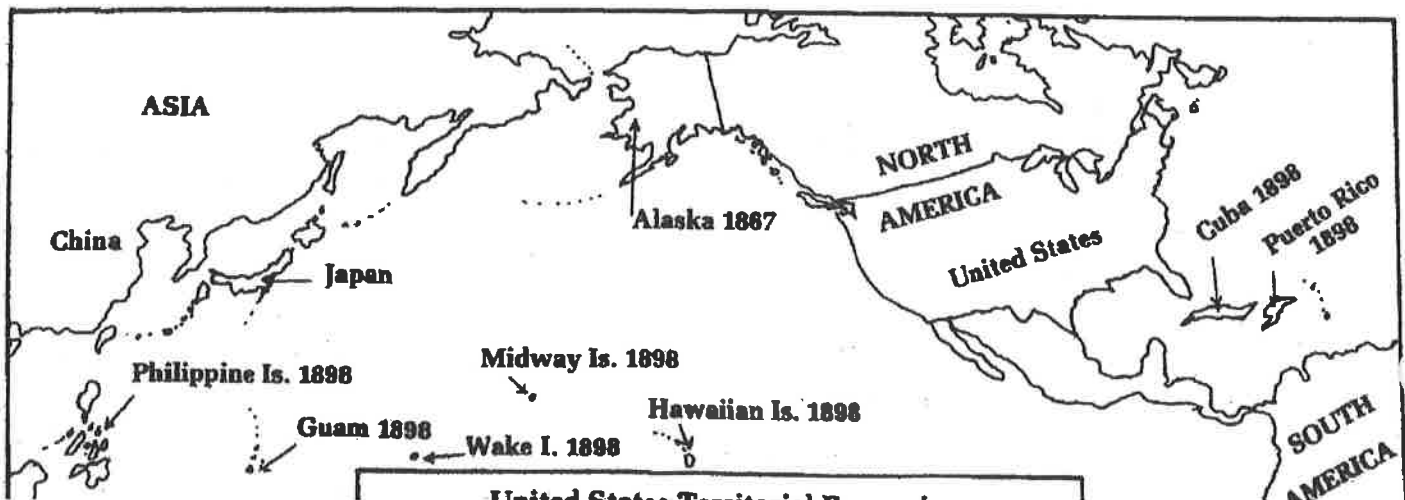 ASIA
NORTH
AMERICA
Cuba 1898
Puerto Rico
1898
Alaska 1867
China
United States
Japan
Midway Is. 1898
Philippine Is. 1898
Hawaiian Is. 1898
Guam 1898
Wake I. 1898
SOUTH
AMERICA
United States Territorial